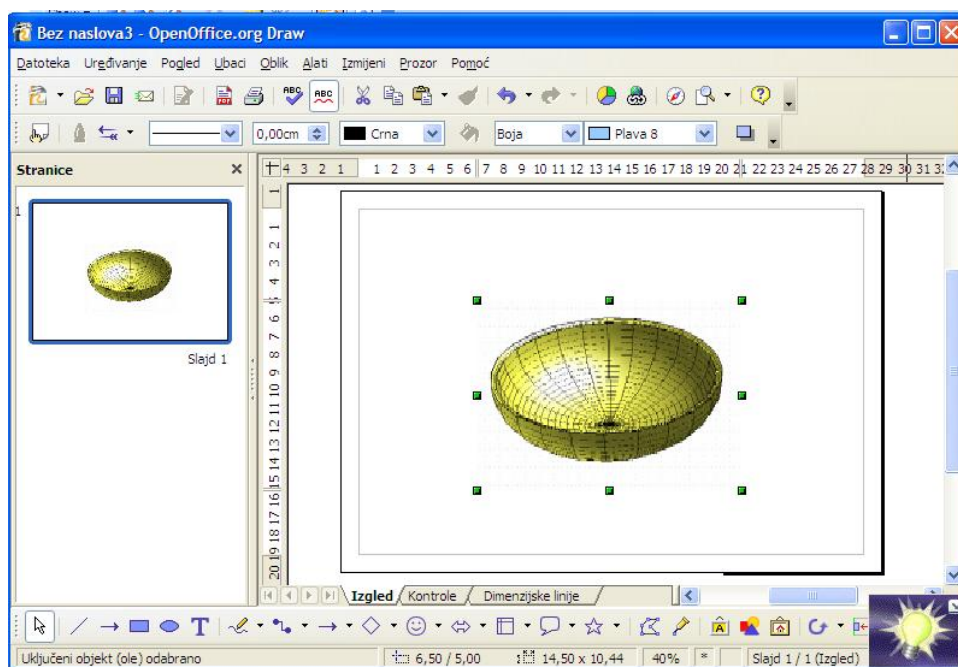 Bez naslova3 - OpenOffice.org Draw
Datoteka Uređivanje Pogled Ubaci Oblik Alati Izmijeni Prozor Pomoć
ABC ABC PDF
0,00cm Crna Boja Plava 8
Stranice
4 3 2 1 1 2 3 4 5 6 7 8 9 10 11 12 13 14 15 16 17 18 19 20 21 22 23 24 25 26 27 28 29 30 31 32
1
1
Slajd 1
1 2 3 4 5 6 7 8 9 10 11 12 13 14 15 16 17 18 19 20
Izgled Kontrole Dimenzijske linije
T
A
Uključeni objekt (ole) odabrano 6,50 / 5,00 14,50 x 10,44 40% * Slajd 1 / 1 (Izgled)